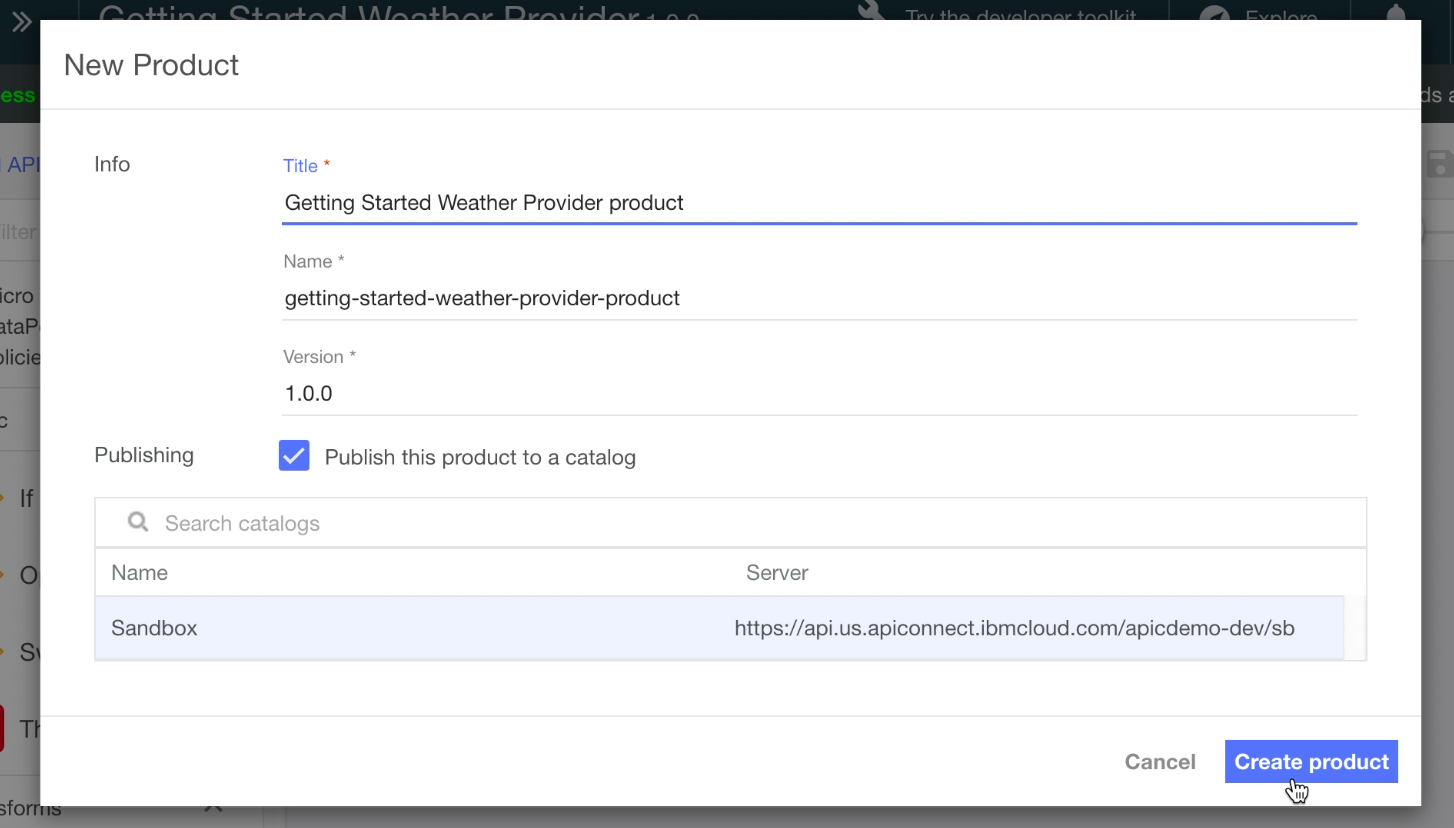 Getting Started Weather Provider 1.0.0
Try the developer toolkit
Explore
New Product
Info
Title *
Getting Started Weather Provider product
Name *
getting-started-weather-provider-product
Version *
1.0.0
Publishing
Publish this product to a catalog
Search catalogs
Name Server
Sandbox https://api.us.apiconnect.ibmcloud.com/apicdemo-dev/sb
Cancel Create product
API
If